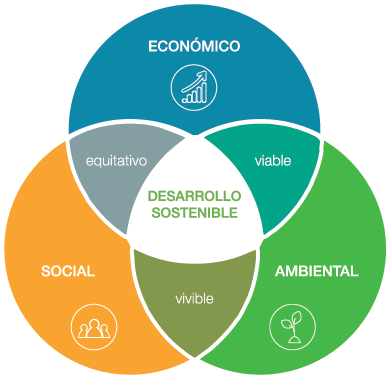 ECONÓMICO
equitativo
viable
DESARROLLO
SOSTENIBLE
SOCIAL
AMBIENTAL
vivible